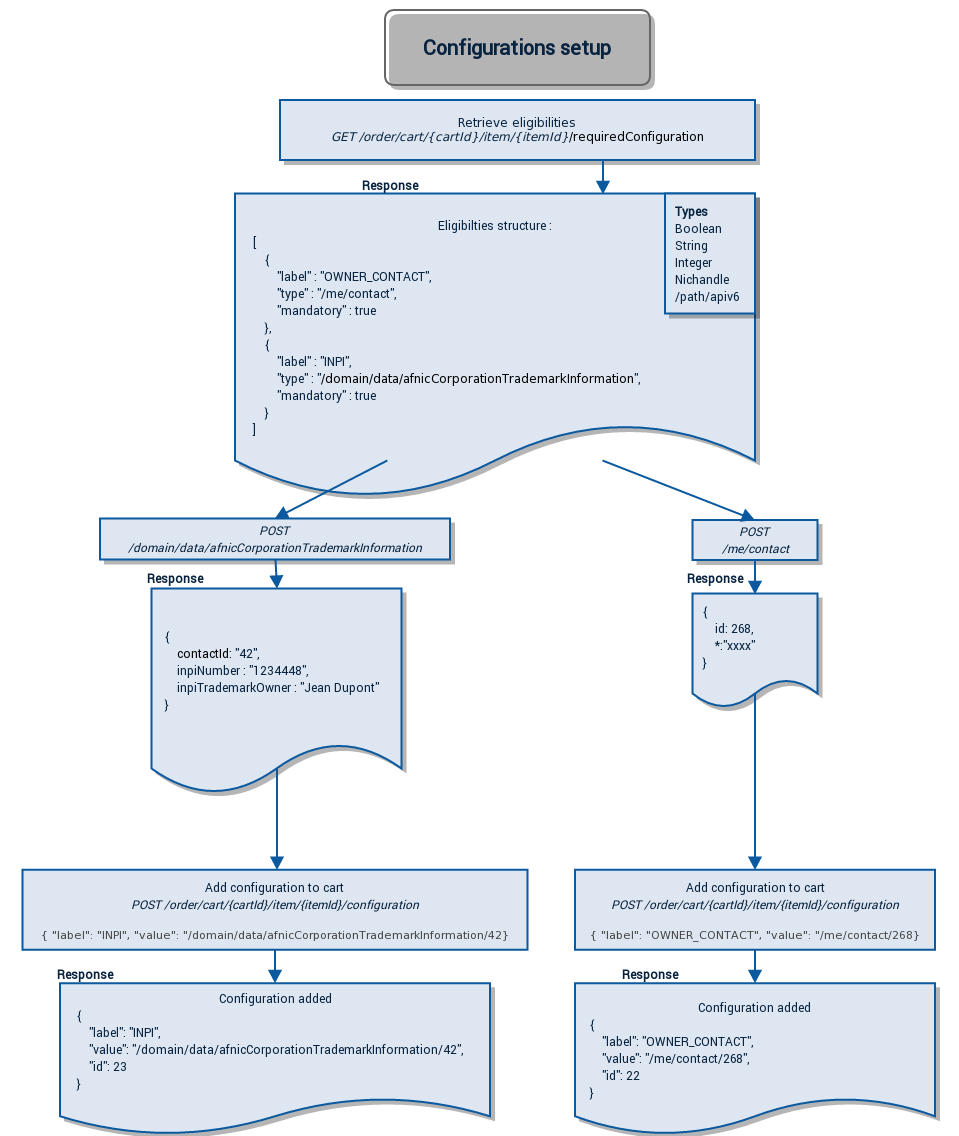 Configurations setup
Retrieve eligibilities
GET /order/cart/{cartId}/item/{itemId}/requiredConfiguration
Response
Eligibilties structure :
[
{
"label" : "OWNER_CONTACT",
"type" : "/me/contact",
"mandatory" : true
},
{
"label" : "INPI",
"type" : "/domain/data/afnicCorporationTrademarkInformation",
"mandatory" : true
}
]
Types
Boolean
String
Integer
Nichandle
/path/apiv6
POST
/domain/data/afnicCorporationTrademarkInformation
Response
{
contactId: "42",
inpiNumber : "1234448",
inpiTrademarkOwner : "Jean Dupont"
}
POST
/me/contact
Response
{
id: 268,
*:"xxxx"
}
Add configuration to cart
POST /order/cart/{cartId}/item/{itemId}/configuration
{ "label": "INPI", "value": "/domain/data/afnicCorporationTrademarkInformation/42}
Response
Configuration added
{
"label": "INPI",
"value": "/domain/data/afnicCorporationTrademarkInformation/42",
"id": 23
}
Add configuration to cart
POST /order/cart/{cartId}/item/{itemId}/configuration
{ "label": "OWNER_CONTACT", "value": "/me/contact/268}
Response
Configuration added
{
"label": "OWNER_CONTACT",
"value": "/me/contact/268",
"id": 22
}